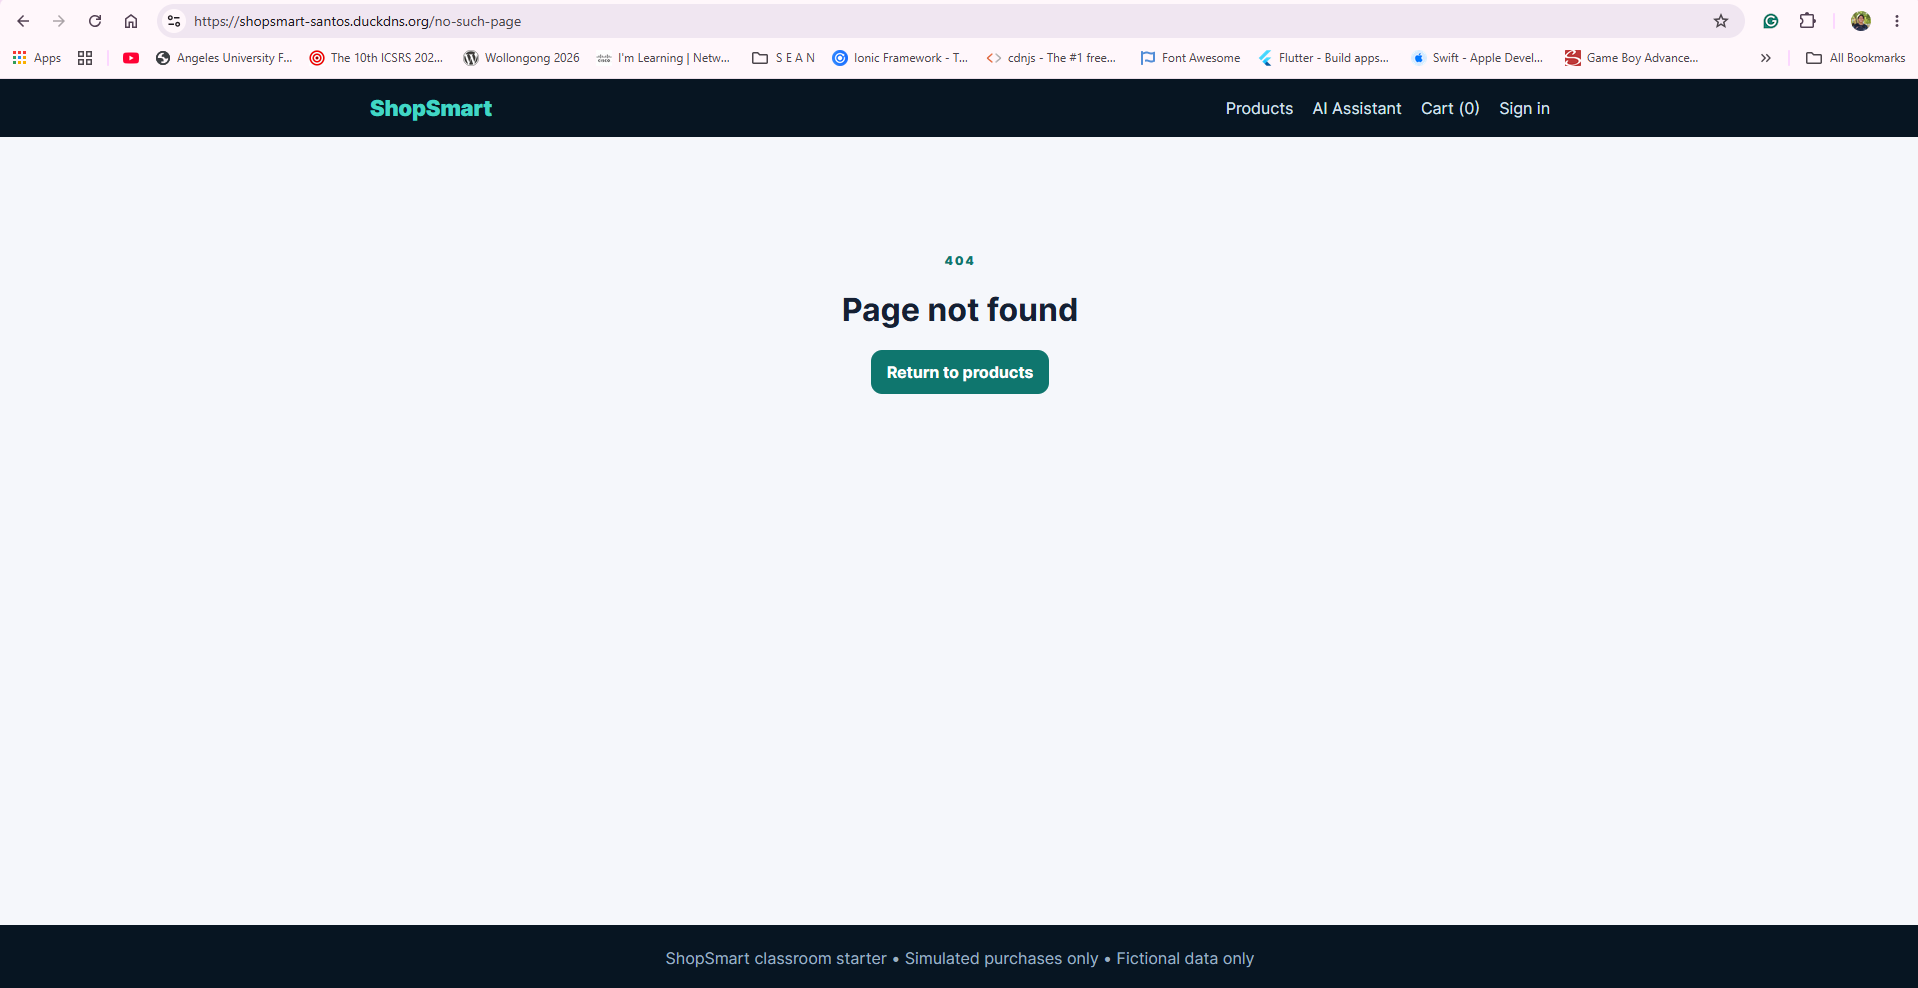 https://shopsmart-santos.duckdns.org/no-such-page
Apps Angeles University F... The 10th ICSRS 202... Wollongong 2026 I'm Learning | Netw... S E A N Ionic Framework - T... cdnjs - The #1 free... Font Awesome Flutter - Build apps... Swift - Apple Devel... Game Boy Advance... » All Bookmarks
ShopSmart Products AI Assistant Cart (0) Sign in
404
Page not found
Return to products
ShopSmart classroom starter • Simulated purchases only • Fictional data only